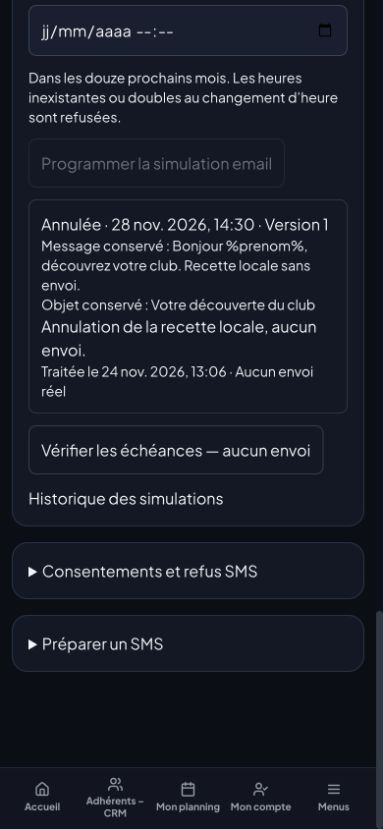 jj/mm/aaaa --:--
Dans les douze prochains mois. Les heures
inexistantes ou doubles au changement d'heure
sont refusées.
Programmer la simulation email
Annulée · 28 nov. 2026, 14:30 · Version 1
Message conservé : Bonjour %prenom%,
découvrez votre club. Recette locale sans
envoi.
Objet conservé : Votre découverte du club
Annulation de la recette locale, aucun
envoi.
Traitée le 24 nov. 2026, 13:06 · Aucun envoi
réel
Vérifier les échéances — aucun envoi
Historique des simulations
Consentements et refus SMS
Préparer un SMS
Accueil
Adhérents –
CRM
Mon planning
Mon compte
Menus